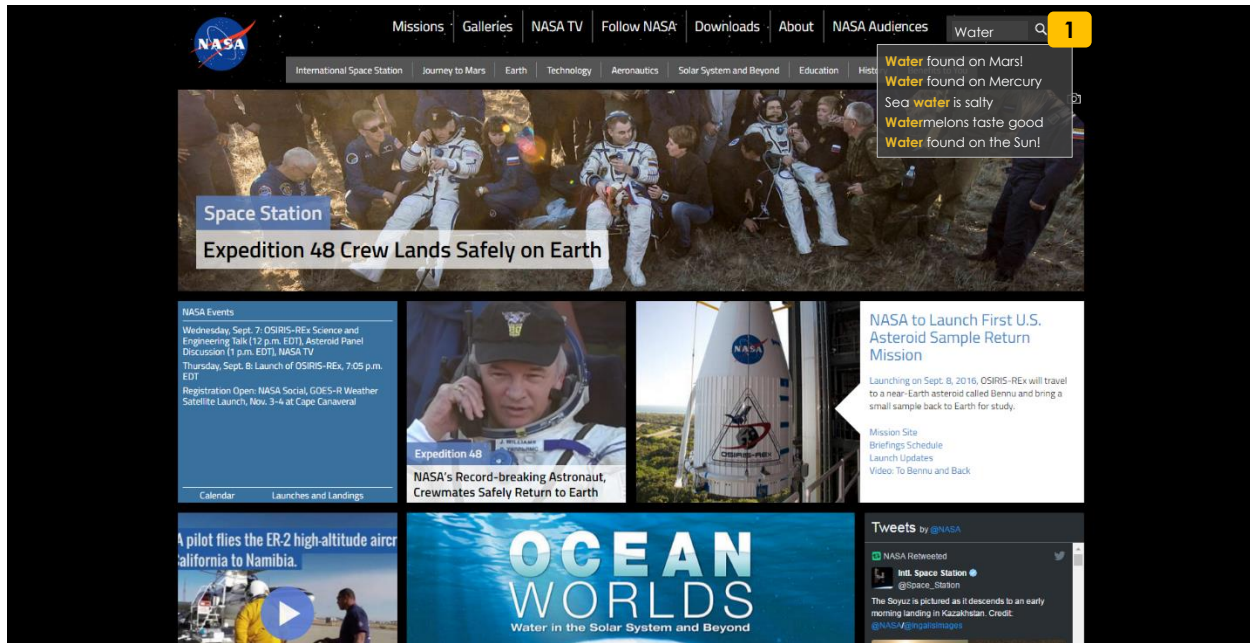 NASA
Missions Galleries NASA TV Follow NASA Downloads About NASA Audiences
Water
1
International Space Station Journey to Mars Earth Technology Aeronautics Solar System and Beyond Education
Water found on Mars!
Water found on Mercury
Sea water is salty
Watermelons taste good
Water found on the Sun!
Space Station
Expedition 48 Crew Lands Safely on Earth
NASA Events
Wednesday, Sept. 7: OSIRIS-REx Science and
Engineering Talk (12 p.m. EDT), Asteroid Panel
Discussion (1 p.m. EDT), NASA TV
Thursday, Sept. 8: Launch of OSIRIS-REx, 7:05 p.m.
EDT
Registration Open: NASA Social, GOES-R Weather
Satellite Launch, Nov. 3-4 at Cape Canaveral
Calendar Launches and Landings
J. WILLIAMS
Expedition 48
NASA's Record-breaking Astronaut,
Crewmates Safely Return to Earth
NASA
OSIRIS-REx
NASA to Launch First U.S.
Asteroid Sample Return
Mission
Launching on Sept. 8, 2016, OSIRIS-REx will travel
to a near-Earth asteroid called Bennu and bring a
small sample back to Earth for study.
Mission Site
Briefings Schedule
Launch Updates
Video: To Bennu and Back
A pilot flies the ER-2 high-altitude aircr
alifornia to Namibia.
OCEAN
WORLDS
Water in the Solar System and Beyond
Tweets by @NASA
NASA Retweeted
Intl. Space Station
@Space_Station
The Soyuz is pictured as it descends to an early
morning landing in Kazakhstan. Credit:
@NASA/@ingallsimages